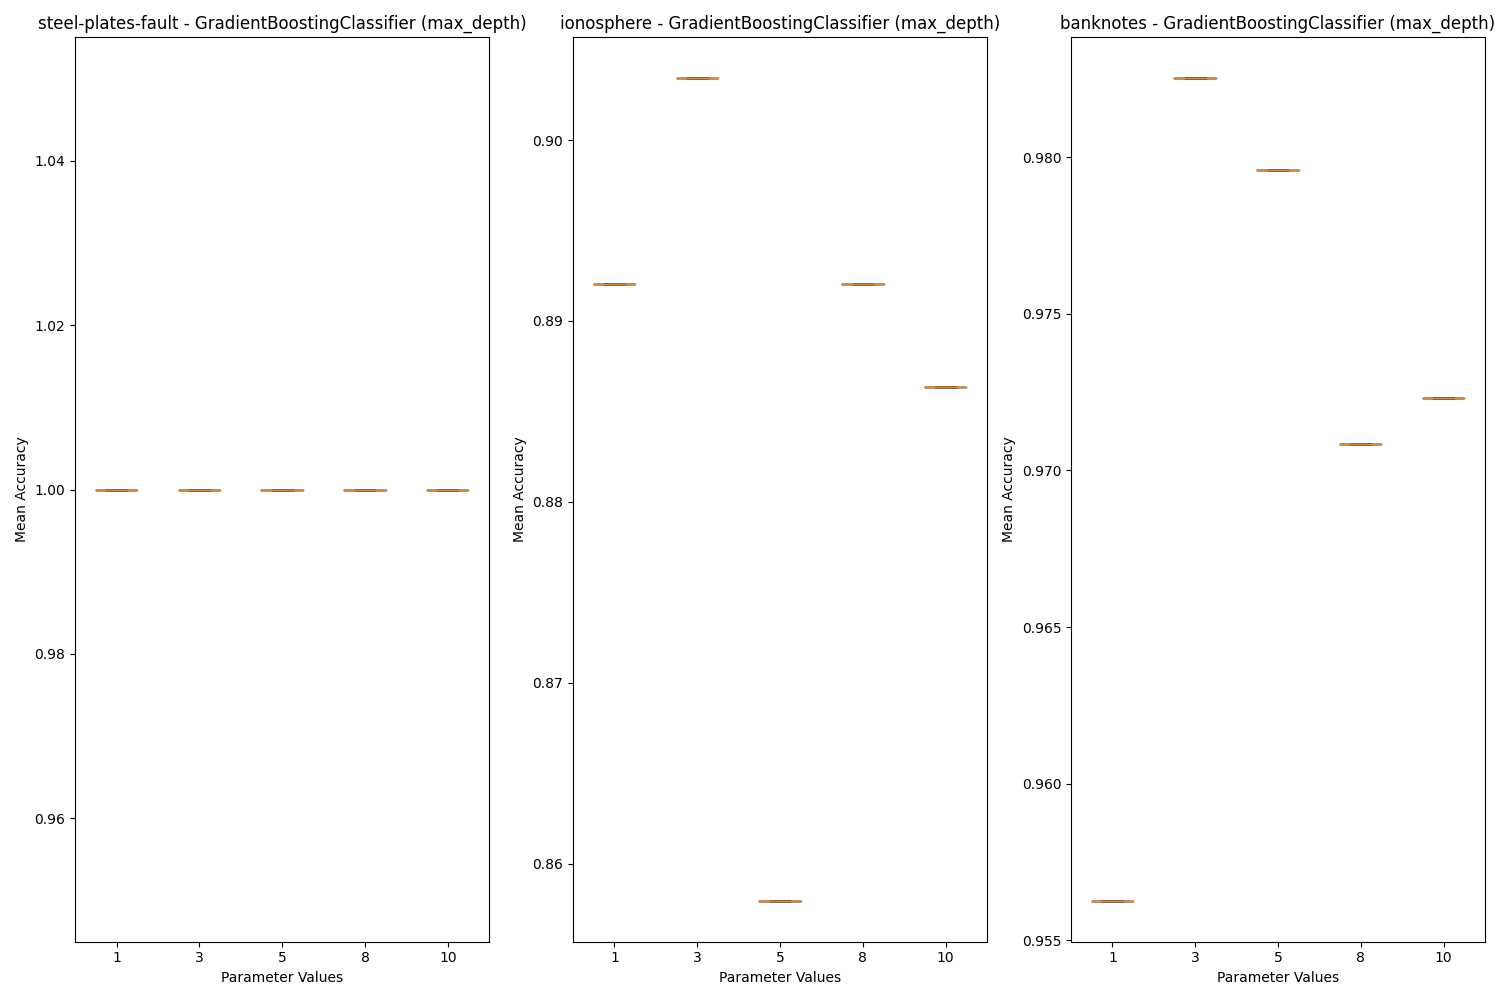 steel-plates-fault - GradientBoostingClassifier (max_depth)
1.04
1.02
1.00
0.98
0.96
Mean Accuracy
1 3 5 8 10
Parameter Values
ionosphere - GradientBoostingClassifier (max_depth)
0.90
0.89
0.88
0.87
0.86
Mean Accuracy
1 3 5 8 10
Parameter Values
banknotes - GradientBoostingClassifier (max_depth)
0.980
0.975
0.970
0.965
0.960
0.955
Mean Accuracy
1 3 5 8 10
Parameter Values